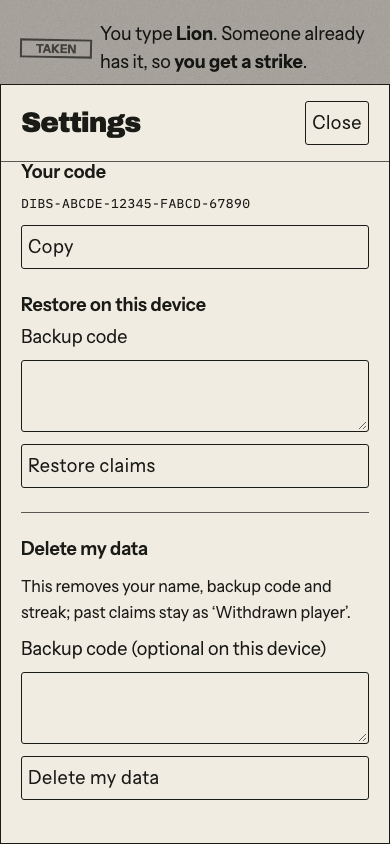 TAKEN
You type Lion. Someone already
has it, so you get a strike.
Settings
Close
Your code
DIBS-ABCDE-12345-FABCD-67890
Copy
Restore on this device
Backup code
Restore claims
Delete my data
This removes your name, backup code and
streak; past claims stay as ‘Withdrawn player’.
Backup code (optional on this device)
Delete my data